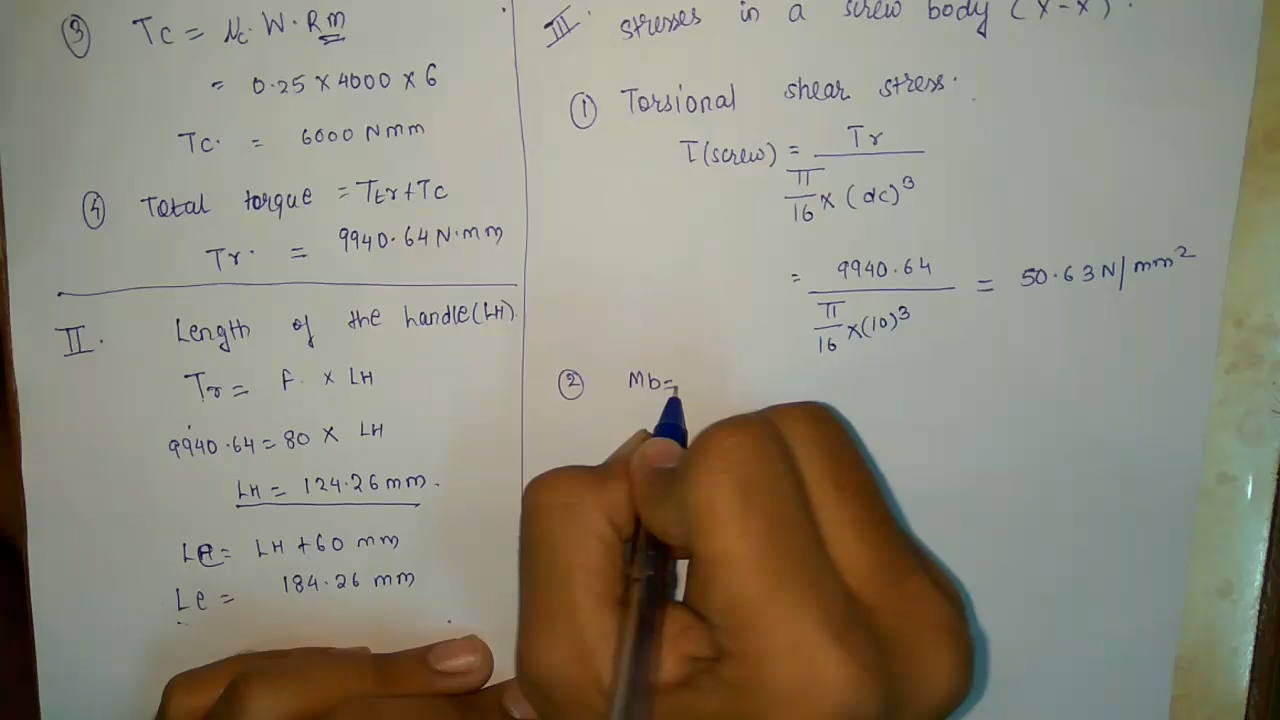 ③ Tc = μc. W. Rm
= 0.25 × 4000 × 6
Tc. = 6000 Nmm
④ Total torque = Ttr + Tc
Tr. = 9940.64 N.mm
II. Length of the handle (LH).
Tr = F. × LH
9940.64 = 80 × LH
LH = 124.26 mm.
Le = LH + 60 mm
Le = 184.26 mm
III. stresses in a screw body (x-x).
① Torsional shear stress.
τ(screw) = Tr
π/16 × (dc)³
= 9940.64 = 50.63 N/mm²
π/16 × (10)³
② Mb=